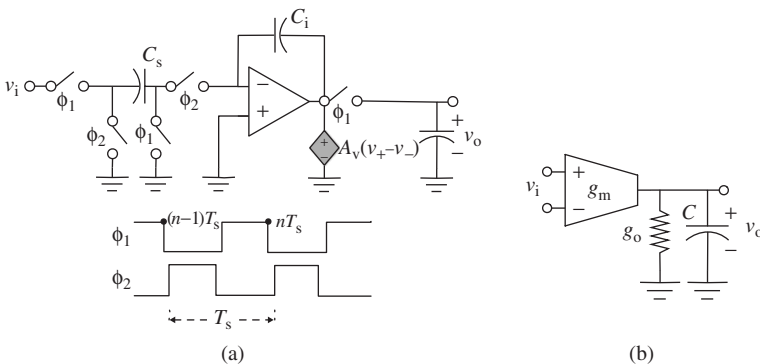 C_i
C_s
v_i
ϕ_1
ϕ_2
−
+
ϕ_2
ϕ_1
ϕ_1
+
v_o
−
+
−
A_v(v_+−v_−)
ϕ_1
(n−1)T_s
nT_s
ϕ_2
T_s
(a)
v_i
+
−
g_m
g_o
C
+
v_o
−
(b)